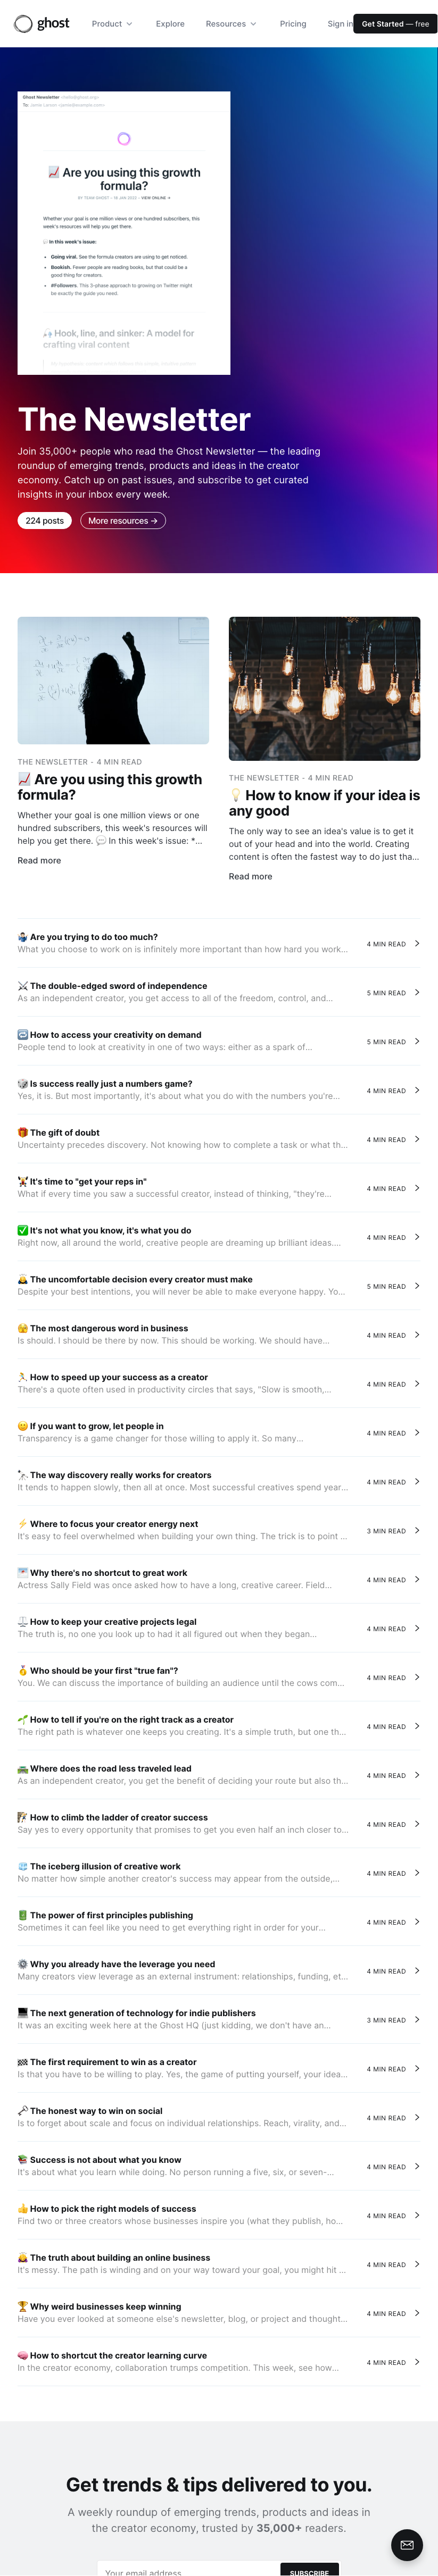 ghost
Product
Explore
Resources
Pricing
Sign in
Get Started — free
Ghost Newsletter <hello@ghost.org>
To: Jamie Larson <jamie@example.com>
📈 Are you using this growth
formula?
BY TEAM GHOST – 15 JAN 2023 – VIEW ONLINE →
Whether your goal is one million views or one hundred subscribers, this
week's resources will help you get there.
💬 In this week's issue:
• Going viral. See the formula creators are using to get noticed.
• Bookish. Fewer people are reading books, but that could be a
good thing for creators.
• #Followers. This 3-phase approach to growing on Twitter might
be exactly the guide you need.
🎣 Hook, line, and sinker: A model for
crafting viral content
The Newsletter
Join 35,000+ people who read the Ghost Newsletter — the leading
roundup of emerging trends, products and ideas in the creator
economy. Catch up on past issues, and subscribe to get curated
insights in your inbox every week.
224 posts
More resources →
THE NEWSLETTER - 4 MIN READ
📈 Are you using this growth
formula?
Whether your goal is one million views or one
hundred subscribers, this week's resources will
help you get there. 💬 In this week's issue: *...
Read more
THE NEWSLETTER - 4 MIN READ
💡 How to know if your idea is
any good
The only way to see an idea's value is to get it
out of your head and into the world. Creating
content is often the fastest way to do just tha...
Read more
🤹🏻 Are you trying to do too much?
What you choose to work on is infinitely more important than how hard you work...
4 MIN READ
⚔️ The double-edged sword of independence
As an independent creator, you get access to all of the freedom, control, and...
5 MIN READ
↩️ How to access your creativity on demand
People tend to look at creativity in one of two ways: either as a spark of...
5 MIN READ
🎲 Is success really just a numbers game?
Yes, it is. But most importantly, it's about what you do with the numbers you're...
4 MIN READ
🎁 The gift of doubt
Uncertainty precedes discovery. Not knowing how to complete a task or what th...
4 MIN READ
🏋️ It's time to "get your reps in"
What if every time you saw a successful creator, instead of thinking, "they're...
4 MIN READ
✅ It's not what you know, it's what you do
Right now, all around the world, creative people are dreaming up brilliant ideas....
4 MIN READ
The uncomfortable decision every creator must make
Despite your best intentions, you will never be able to make everyone happy. Yo...
5 MIN READ
🫣 The most dangerous word in business
Is should. I should be there by now. This should be working. We should have...
4 MIN READ
🏃 How to speed up your success as a creator
There's a quote often used in productivity circles that says, "Slow is smooth,...
4 MIN READ
🙂 If you want to grow, let people in
Transparency is a game changer for those willing to apply it. So many...
4 MIN READ
The way discovery really works for creators
It tends to happen slowly, then all at once. Most successful creatives spend year...
4 MIN READ
⚡ Where to focus your creator energy next
It's easy to feel overwhelmed when building your own thing. The trick is to point ...
3 MIN READ
Why there's no shortcut to great work
Actress Sally Field was once asked how to have a long, creative career. Field...
4 MIN READ
⚖️ How to keep your creative projects legal
The truth is, no one you look up to had it all figured out when they began...
4 MIN READ
🥇 Who should be your first "true fan"?
You. We can discuss the importance of building an audience until the cows com...
4 MIN READ
🌱 How to tell if you're on the right track as a creator
The right path is whatever one keeps you creating. It's a simple truth, but one th...
4 MIN READ
Where does the road less traveled lead
As an independent creator, you get the benefit of deciding your route but also th...
4 MIN READ
🧗 How to climb the ladder of creator success
Say yes to every opportunity that promises to get you even half an inch closer to...
4 MIN READ
🧊 The iceberg illusion of creative work
No matter how simple another creator's success may appear from the outside,...
4 MIN READ
The power of first principles publishing
Sometimes it can feel like you need to get everything right in order for your...
4 MIN READ
⚙️ Why you already have the leverage you need
Many creators view leverage as an external instrument: relationships, funding, et...
4 MIN READ
The next generation of technology for indie publishers
It was an exciting week here at the Ghost HQ (just kidding, we don't have an...
3 MIN READ
🏁 The first requirement to win as a creator
Is that you have to be willing to play. Yes, the game of putting yourself, your idea...
4 MIN READ
🗝️ The honest way to win on social
Is to forget about scale and focus on individual relationships. Reach, virality, and...
4 MIN READ
📚 Success is not about what you know
It's about what you learn while doing. No person running a five, six, or seven-...
4 MIN READ
👍 How to pick the right models of success
Find two or three creators whose businesses inspire you (what they publish, ho...
4 MIN READ
The truth about building an online business
It's messy. The path is winding and on your way toward your goal, you might hit ...
4 MIN READ
🏆 Why weird businesses keep winning
Have you ever looked at someone else's newsletter, blog, or project and thought...
4 MIN READ
🧠 How to shortcut the creator learning curve
In the creator economy, collaboration trumps competition. This week, see how...
4 MIN READ
Get trends & tips delivered to you.
A weekly roundup of emerging trends, products and ideas in
the creator economy, trusted by 35,000+ readers.
Your email address
SUBSCRIBE